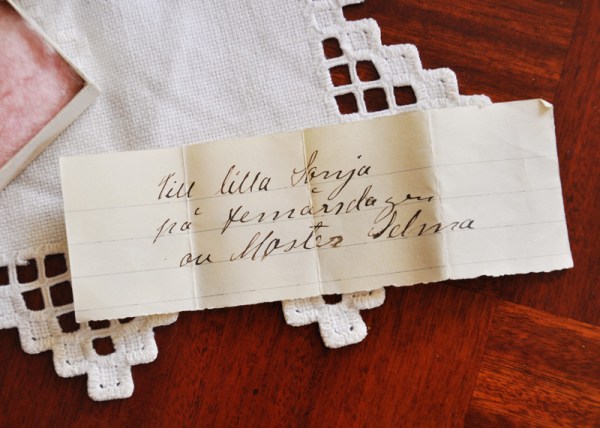 till lilla Sonja
på femårsdagen
av Moster Selma